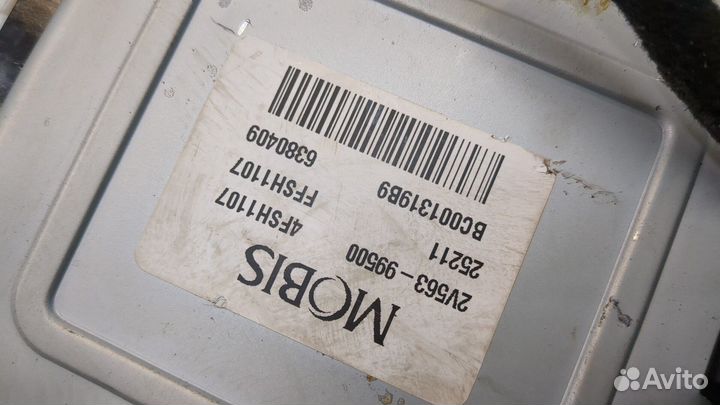 MOBIS
2V563-99500 4FSH1107
25211 FFSH1107
BC001319B9 6380409
Avito